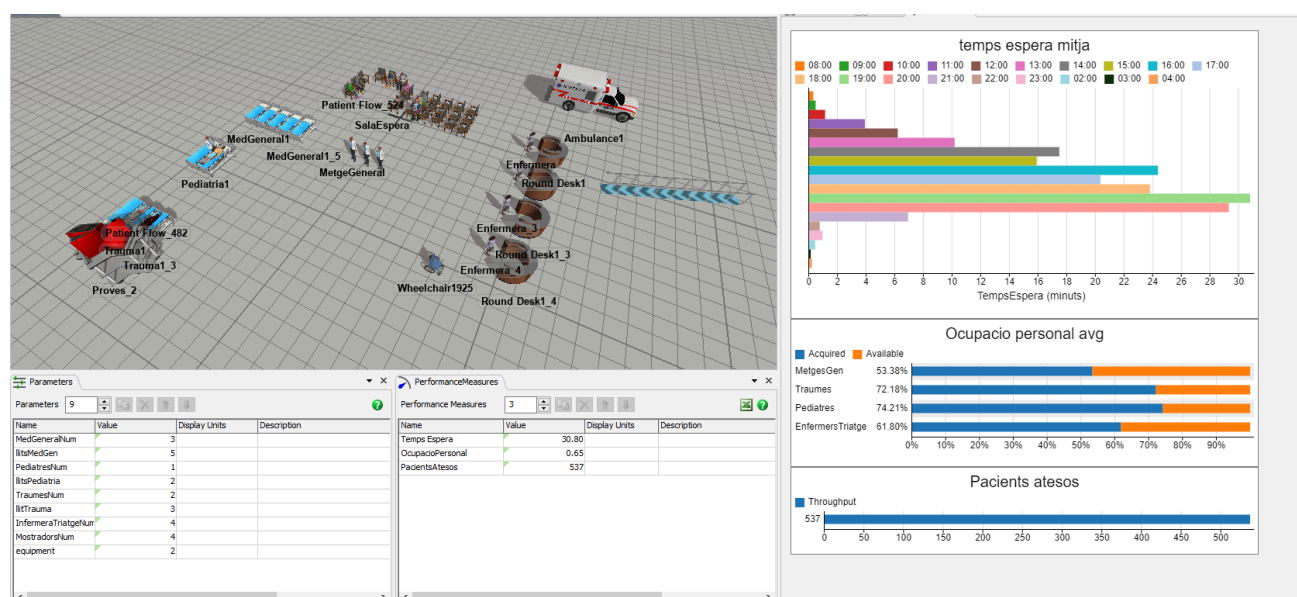 Patient Flow_524
SalaEspera
MedGeneral1
MedGeneral1_5
MetgeGeneral
Pediatria1
Ambulance1
Enfermera
Round Desk1
Enfermera_3
Round Desk1_3
Enfermera_4
Round Desk1_4
Wheelchair1925
Patient Flow_482
Trauma1
Trauma1_3
Proves_2
Parameters
Parameters 9
Name Value Display Units Description
MedGeneralNum 3
llitsMedGen 5
PediatresNum 1
llitsPediatria 2
TraumesNum 2
llitTrauma 3
InfermeraTriatgeNum 4
MostradorsNum 4
equipment 2
PerformanceMeasures
Performance Measures 3
Name Value Display Units Description
Temps Espera 30.80
OcupacioPersonal 0.65
PacientsAtesos 537
temps espera mitja
08:00 09:00 10:00 11:00 12:00 13:00 14:00 15:00 16:00 17:00
18:00 19:00 20:00 21:00 22:00 23:00 02:00 03:00 04:00
0 2 4 6 8 10 12 14 16 18 20 22 24 26 28 30
TempsEspera (minuts)
Ocupacio personal avg
Acquired Available
MetgesGen 53.38%
Traumes 72.18%
Pediatres 74.21%
EnfermersTriatge 61.80%
0% 10% 20% 30% 40% 50% 60% 70% 80% 90%
Pacients atesos
Throughput
537
0 50 100 150 200 250 300 350 400 450 500